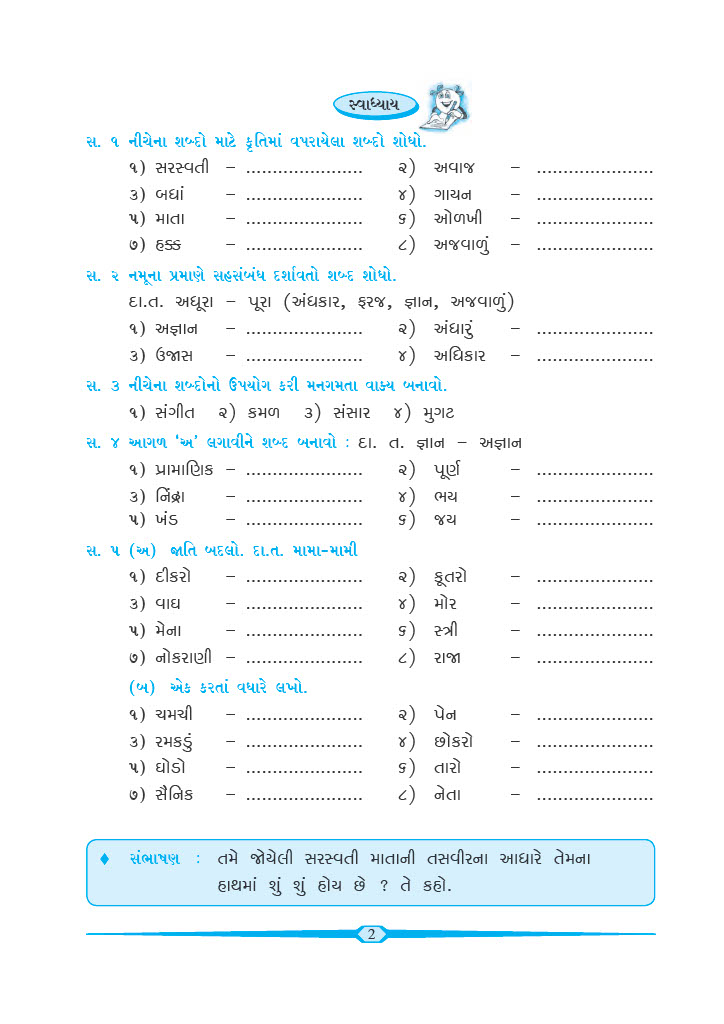 સ્વાધ્યાય
સ. ૧ નીચેના શબ્દો માટે કૃતિમાં વપરાયેલા શબ્દો શોધો.
૧) સરસ્વતી – ...................... ૨) અવાજ – ......................
૩) બધાં – ...................... ૪) ગાયન – ......................
૫) માતા – ...................... ૬) ઓળખી – ......................
૭) હક્ક – ...................... ૮) અજવાળું – ......................
સ. ૨ નમૂના પ્રમાણે સહસંબંધ દર્શાવતો શબ્દ શોધો.
દા.ત. અધૂરા – પૂરા (અંધકાર, ફરજ, જ્ઞાન, અજવાળું)
૧) અજ્ઞાન – ...................... ૨) અંધારું – ......................
૩) ઉજાસ – ...................... ૪) અધિકાર – ......................
સ. ૩ નીચેના શબ્દોનો ઉપયોગ કરી મનગમતા વાક્ય બનાવો.
૧) સંગીત ૨) કમળ ૩) સંસાર ૪) મુગટ
સ. ૪ આગળ ‘અ’ લગાવીને શબ્દ બનાવો : દા. ત. જ્ઞાન – અજ્ઞાન
૧) પ્રામાણિક – ...................... ૨) પૂર્ણ – ......................
૩) નિંદ્રા – ...................... ૪) ભય – ......................
૫) ખંડ – ...................... ૬) જય – ......................
સ. ૫ (અ) જાતિ બદલો. દા.ત. મામા-મામી
૧) દીકરો – ...................... ૨) કૂતરો – ......................
૩) વાઘ – ...................... ૪) મોર – ......................
૫) મેના – ...................... ૬) સ્ત્રી – ......................
૭) નોકરાણી – ...................... ૮) રાજા – ......................
(બ) એક કરતાં વધારે લખો.
૧) ચમચી – ...................... ૨) પેન – ......................
૩) રમકડું – ...................... ૪) છોકરો – ......................
૫) ઘોડો – ...................... ૬) તારો – ......................
૭) સૈનિક – ...................... ૮) નેતા – ......................
♦ સંભાષણ : તમે જોયેલી સરસ્વતી માતાની તસવીરના આધારે તેમના
હાથમાં શું શું હોય છે ? તે કહો.
2